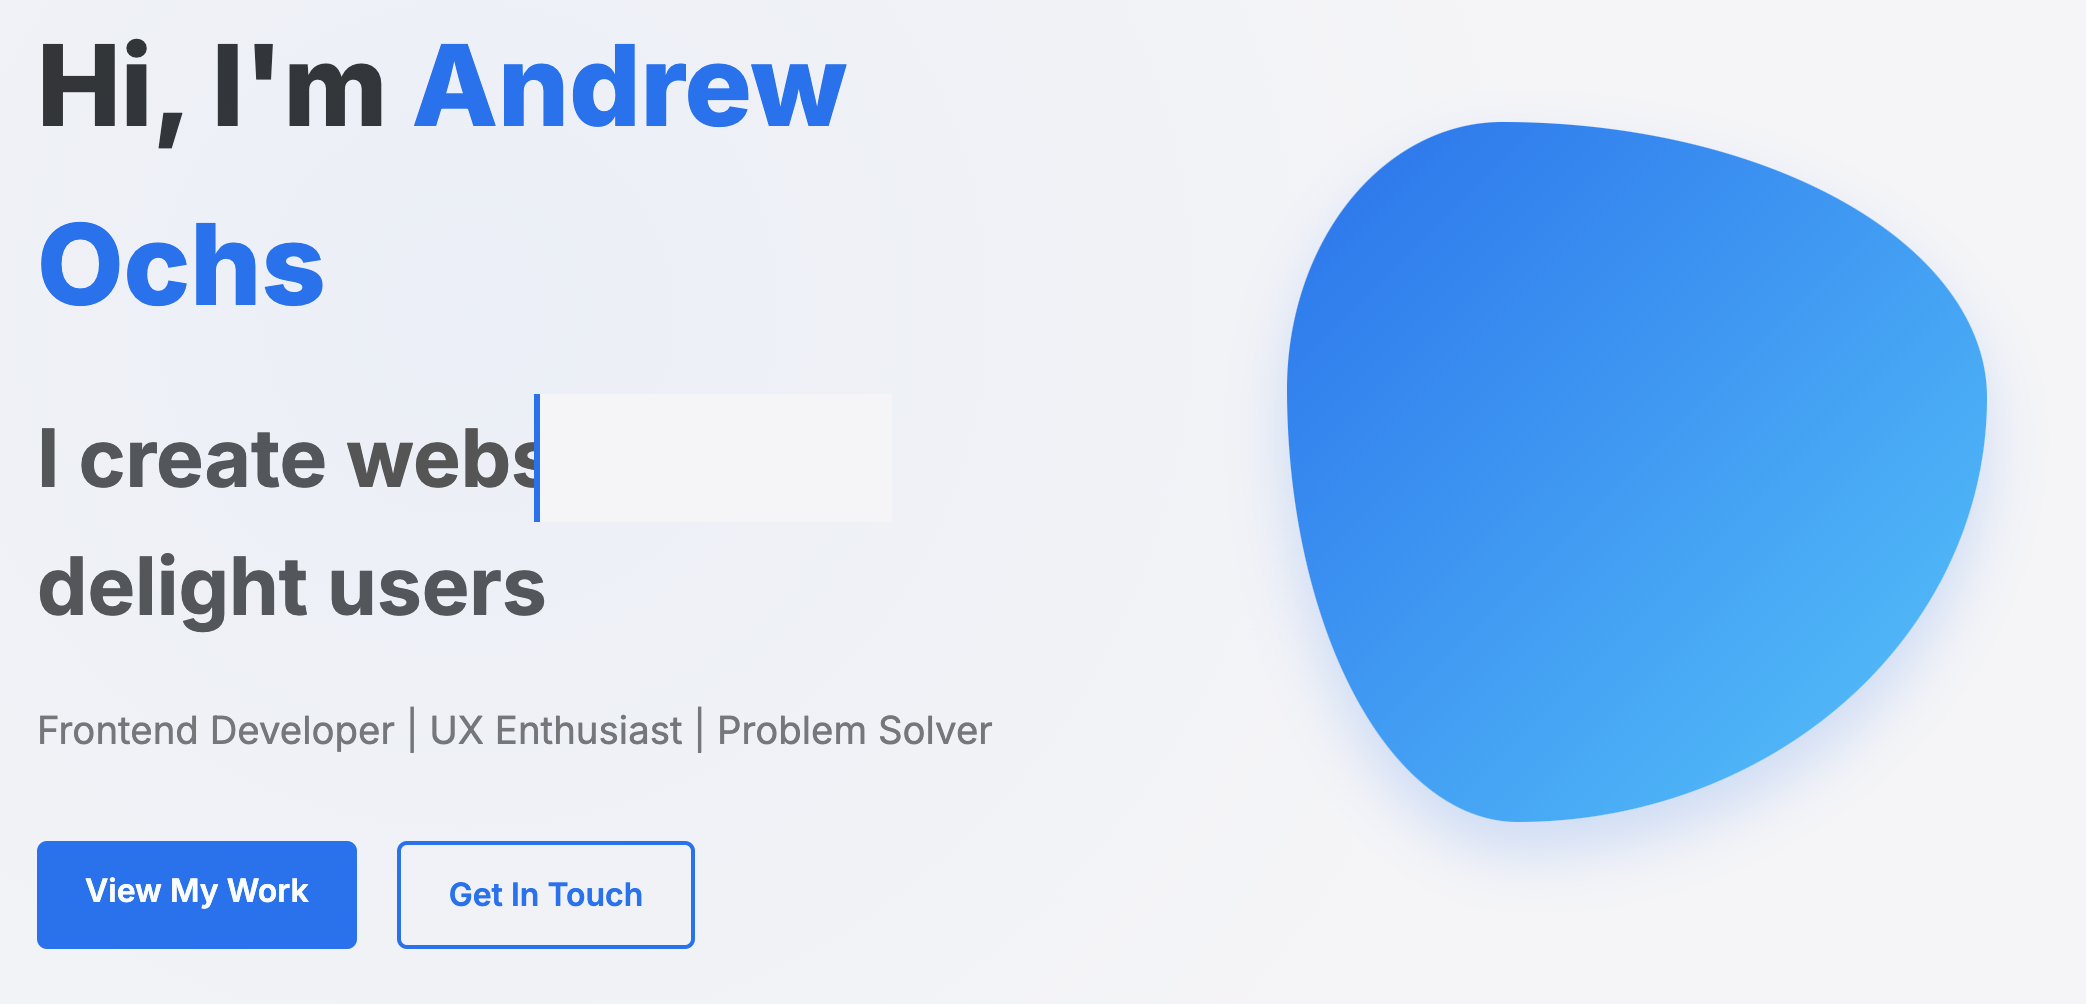 Hi, I'm Andrew
Ochs
I create webs
delight users
Frontend Developer | UX Enthusiast | Problem Solver
View My Work
Get In Touch